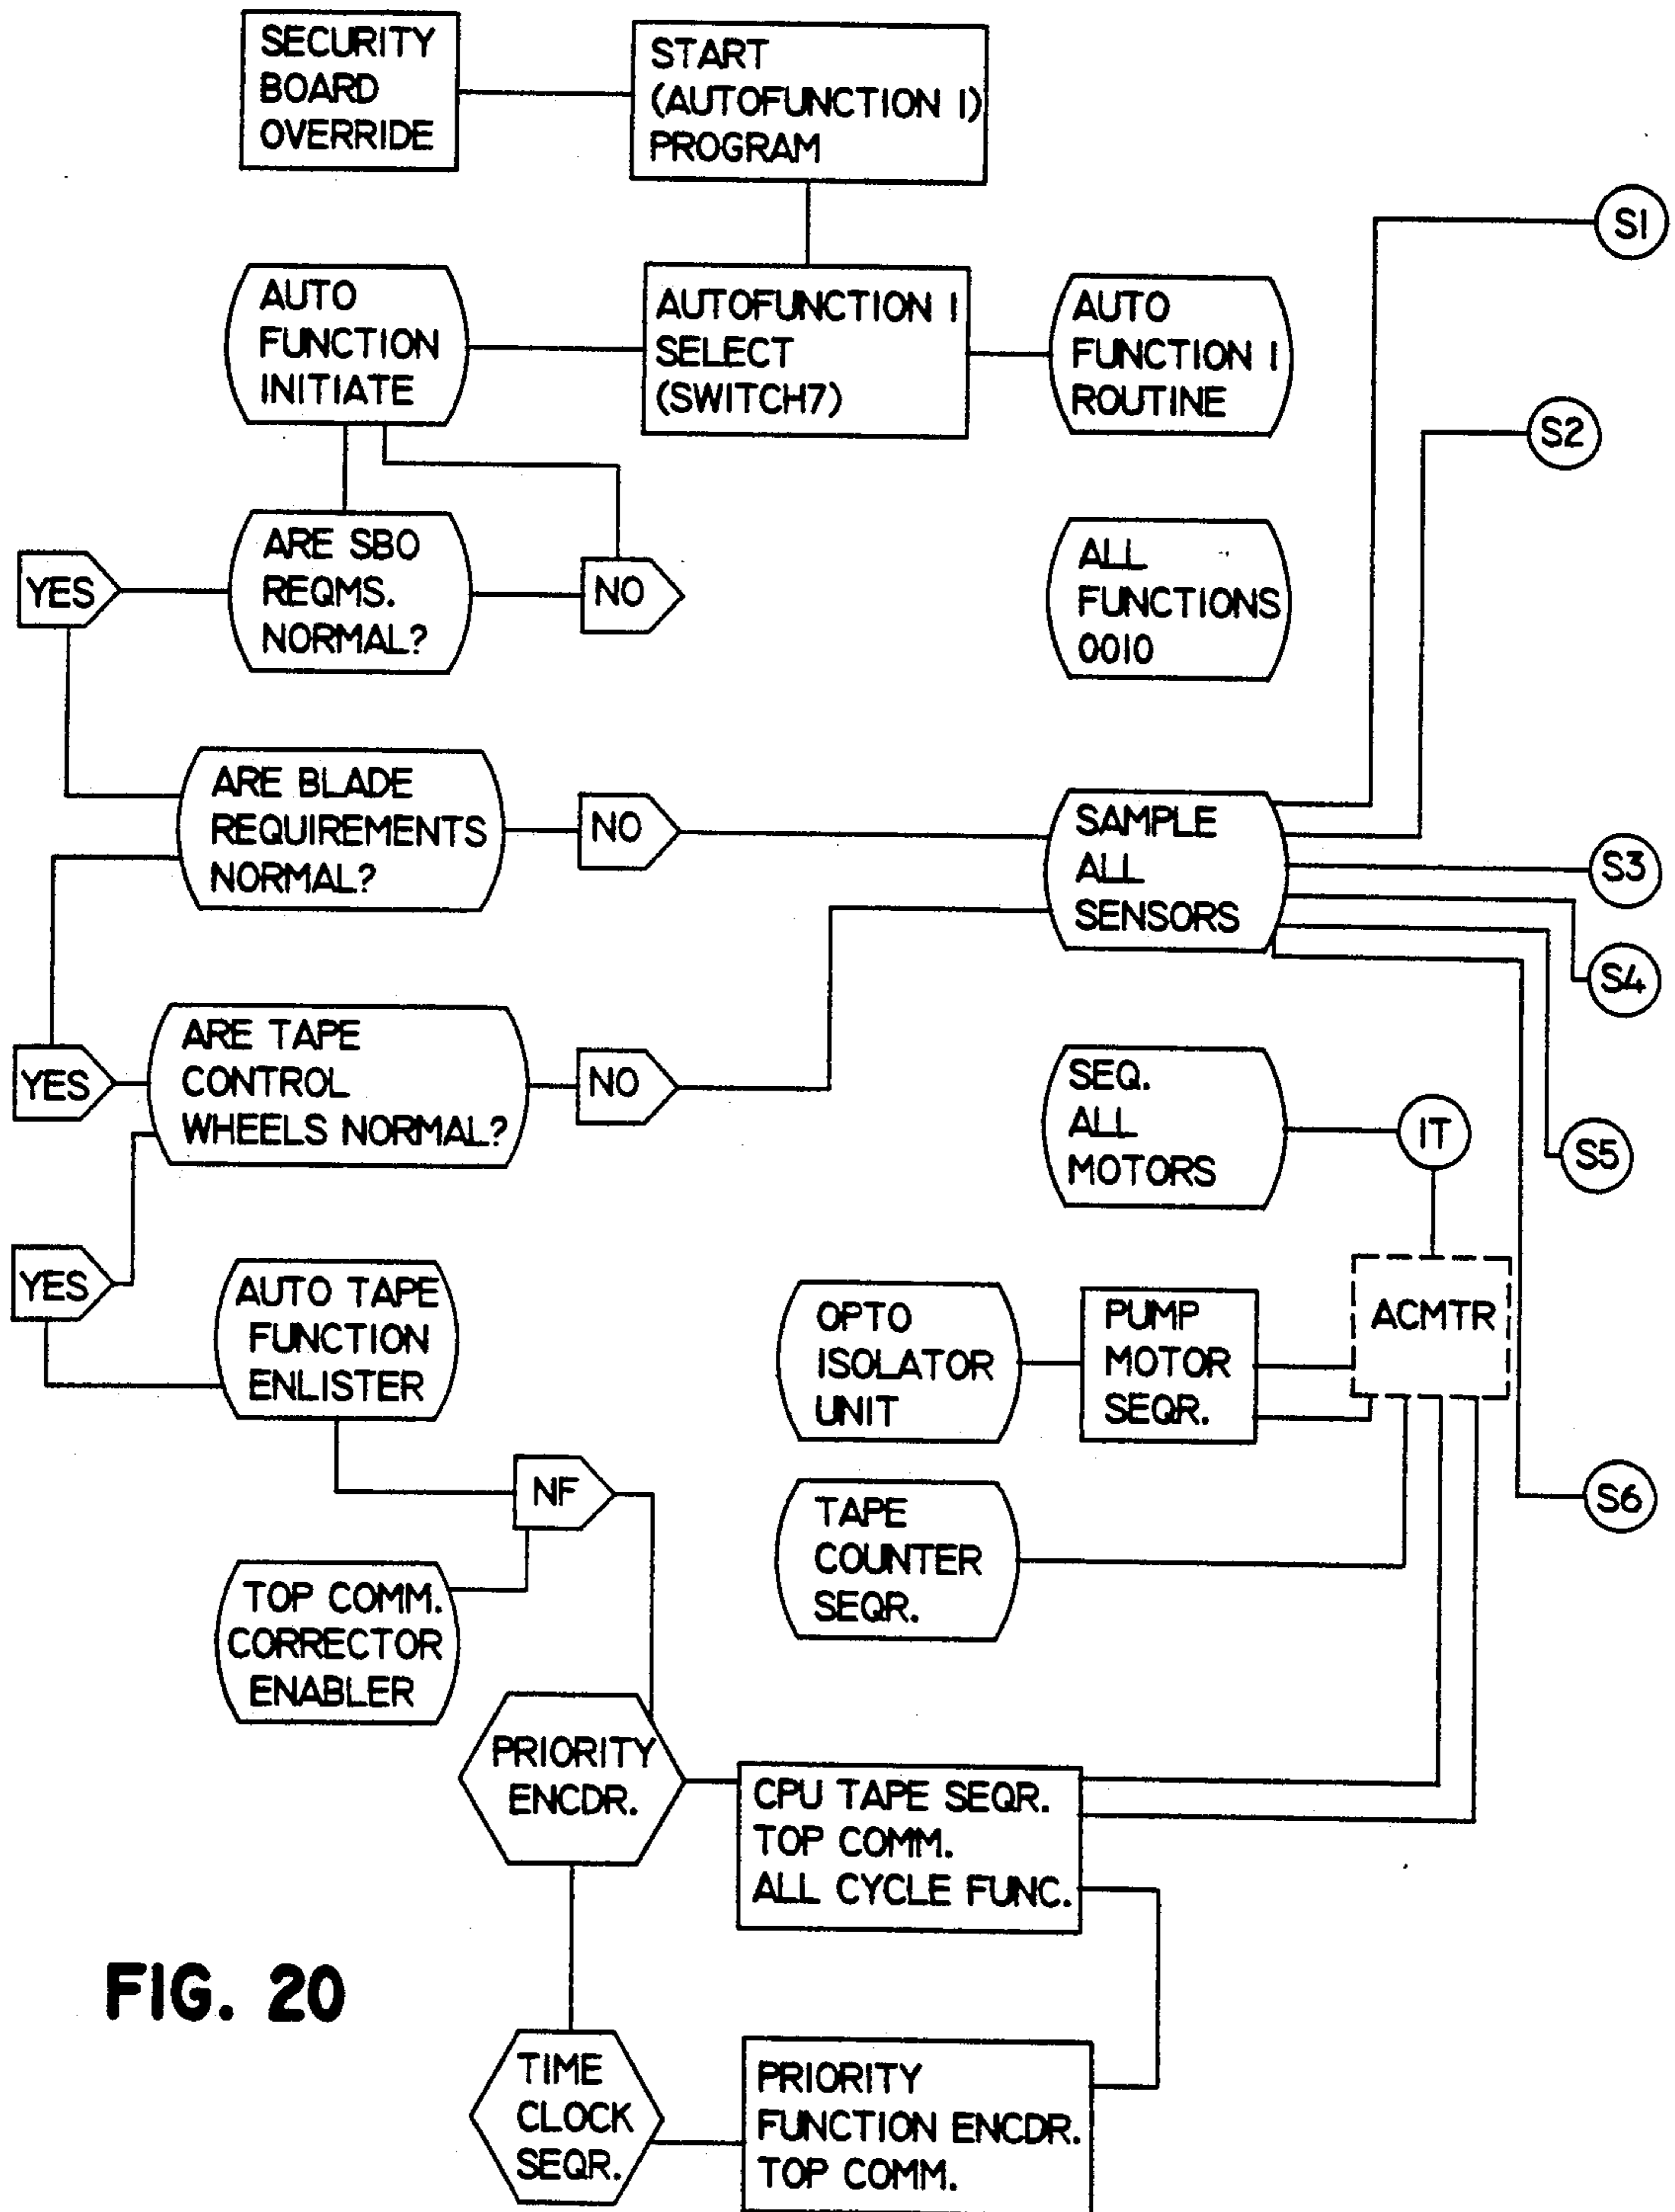 SECURITY
BOARD
OVERRIDE
START
(AUTOFUNCTION I)
PROGRAM
S1
AUTO
FUNCTION
INITIATE
AUTOFUNCTION I
SELECT
(SWITCH7)
AUTO
FUNCTION I
ROUTINE
S2
YES
ARE SBO
REQMS.
NORMAL?
NO
ALL
FUNCTIONS
0010
ARE BLADE
REQUIREMENTS
NORMAL?
NO
SAMPLE
ALL
SENSORS
S3
S4
YES
ARE TAPE
CONTROL
WHEELS NORMAL?
NO
SEQ.
ALL
MOTORS
IT
S5
YES
AUTO TAPE
FUNCTION
ENLISTER
OPTO
ISOLATOR
UNIT
PUMP
MOTOR
SEQR.
ACMTR
NF
S6
TAPE
COUNTER
SEQR.
TOP COMM.
CORRECTOR
ENABLER
PRIORITY
ENCDR.
CPU TAPE SEQR.
TOP COMM.
ALL CYCLE FUNC.
FIG. 20
TIME
CLOCK
SEQR.
PRIORITY
FUNCTION ENCDR.
TOP COMM.